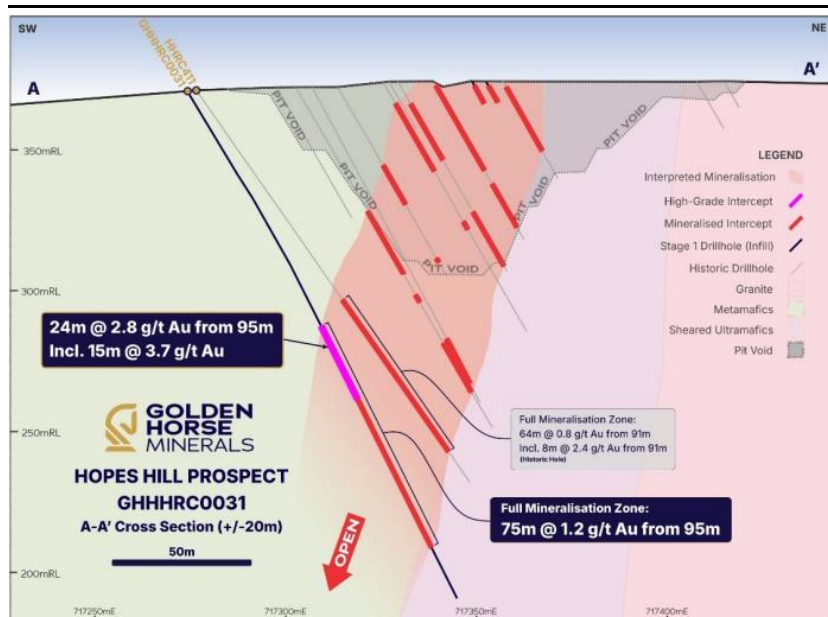 SW
NE
GHHHRC0031
HHRC411
A
A'
PIT VOID
PIT VOID
PIT VOID
PIT VOID
PIT VOID
350mRL
300mRL
250mRL
200mRL
LEGEND
Interpreted Mineralisation
High-Grade Intercept
Mineralised Intercept
Stage 1 Drillhole (Infill)
Historic Drillhole
Granite
Metamafics
Sheared Ultramafics
Pit Void
24m @ 2.8 g/t Au from 95m
Incl. 15m @ 3.7 g/t Au
GOLDEN
HORSE
MINERALS
HOPES HILL PROSPECT
GHHHRC0031
A-A' Cross Section (+/-20m)
50m
OPEN
Full Mineralisation Zone:
64m @ 0.8 g/t Au from 91m
Incl. 8m @ 2.4 g/t Au from 91m
(Historic Hole)
Full Mineralisation Zone:
75m @ 1.2 g/t Au from 95m
717250mE
717300mE
717350mE
717400mE